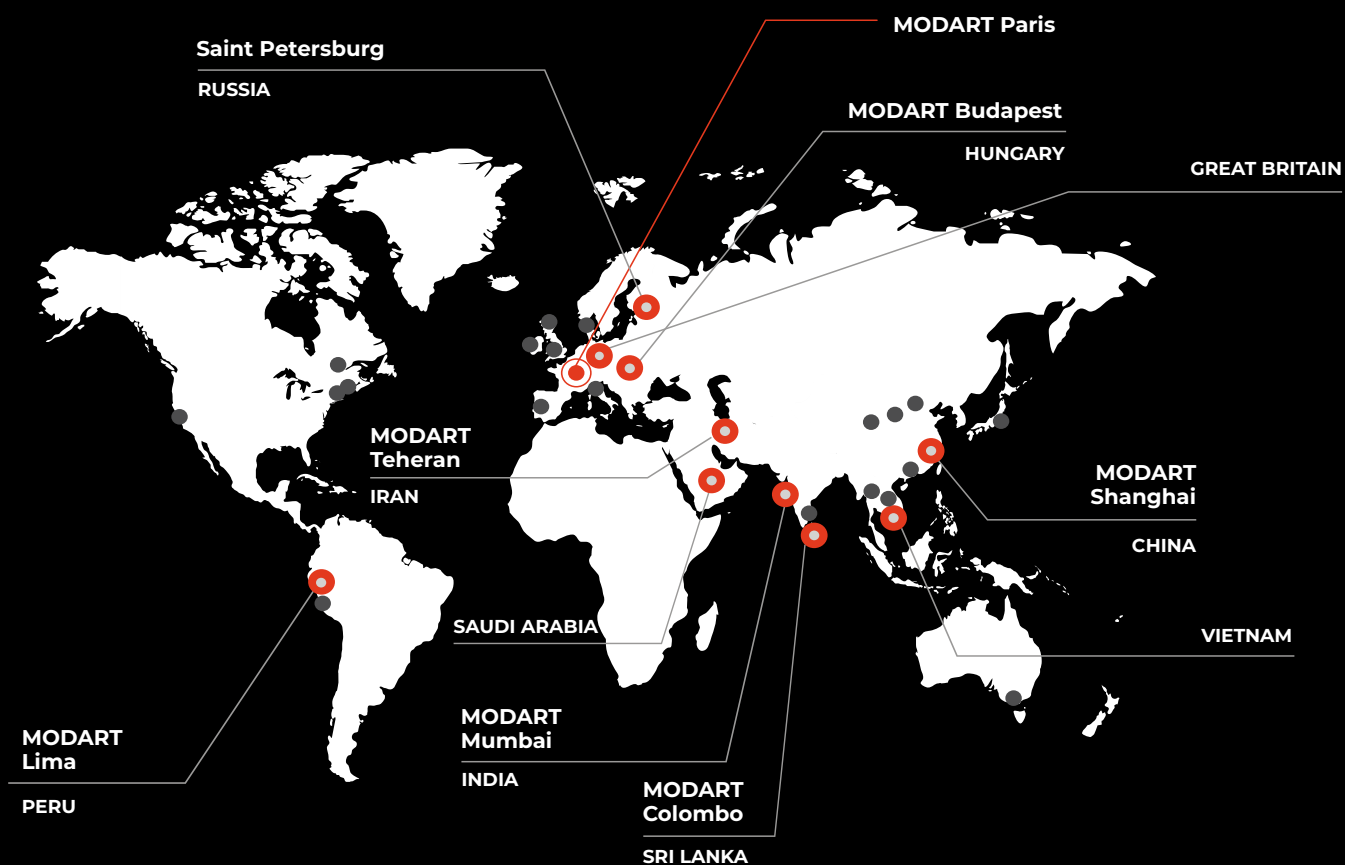 MODART Paris
Saint Petersburg
RUSSIA
MODART Budapest
HUNGARY
GREAT BRITAIN
MODART
Teheran
IRAN
MODART
Shanghai
CHINA
SAUDI ARABIA
VIETNAM
MODART
Mumbai
INDIA
MODART
Lima
PERU
MODART
Colombo
SRI LANKA